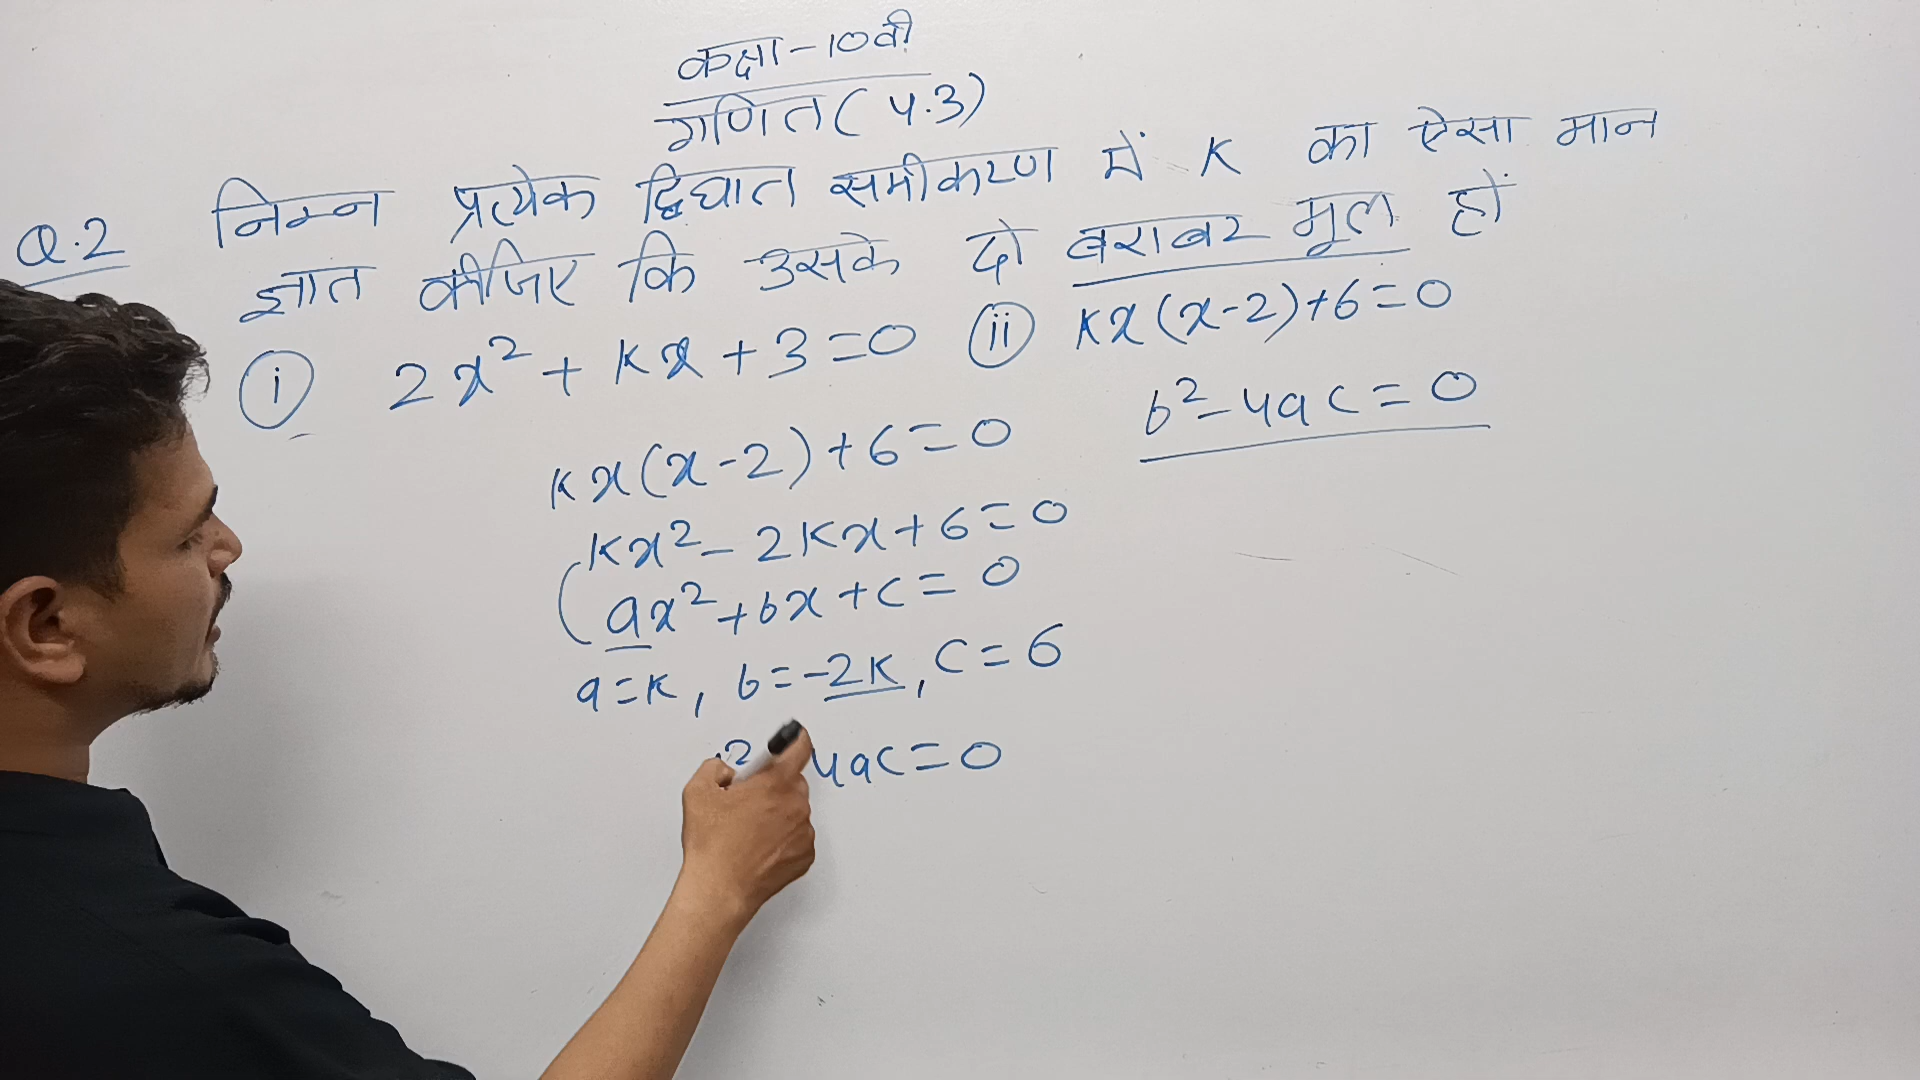 कक्षा-10वी
गणित (4.3)
Q.2 निम्न प्रत्येक द्विघात समीकरण में K का ऐसा मान
ज्ञात कीजिए कि उसके दो बराबर मूल हों
(i) 2x² + Kx + 3 = 0 (ii) Kx(x-2)+6=0
b²-4ac=0
Kx(x-2)+6=0
Kx²-2Kx+6=0
(ax²+bx+c=0
a=K, b=-2K, c=6
² 4ac=0